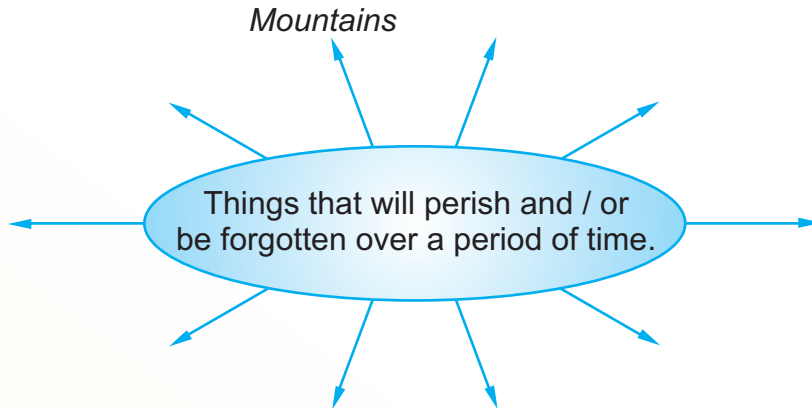 Mountains
Things that will perish and / or
be forgotten over a period of time.